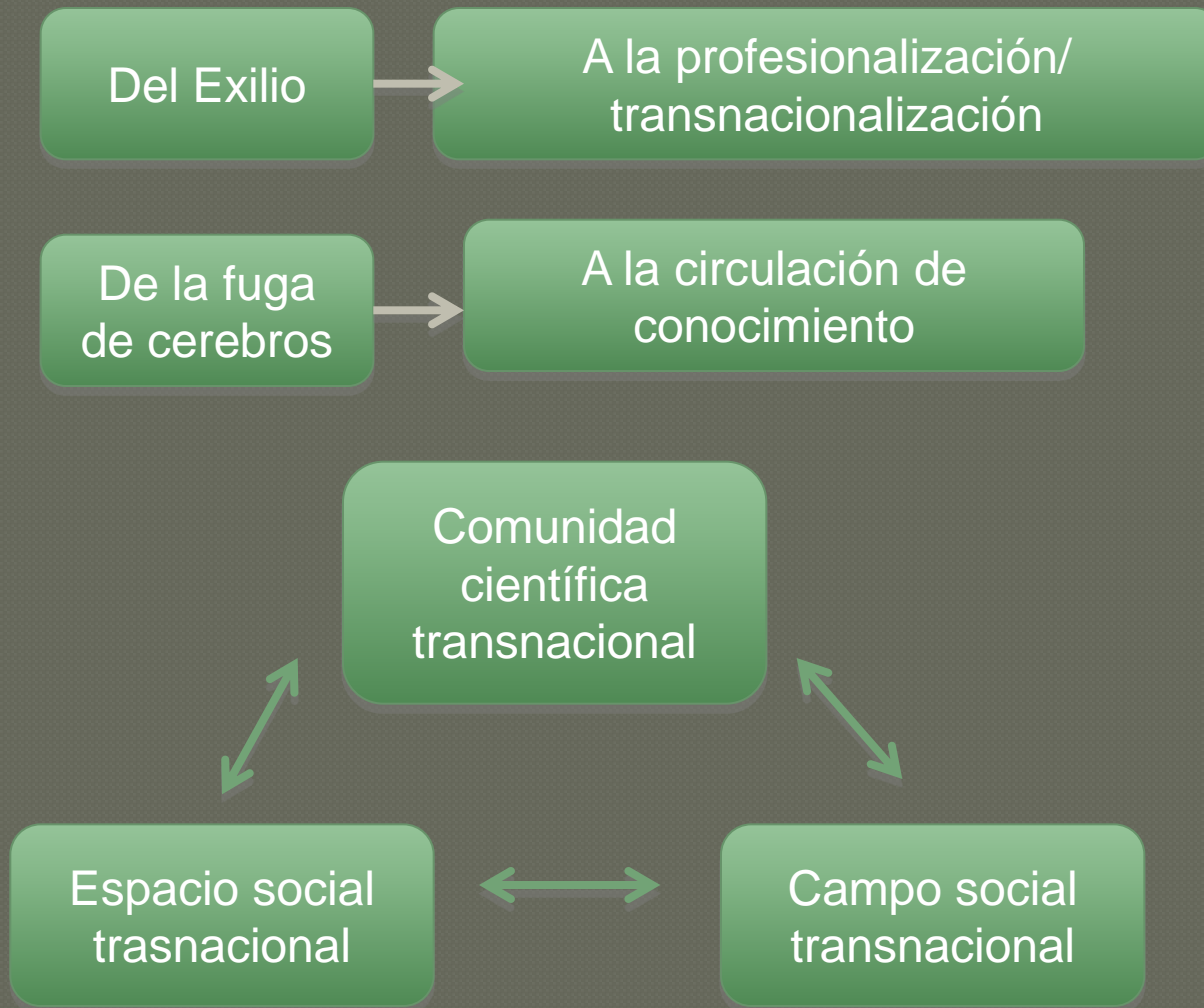 Del Exilio
A la profesionalización/
transnacionalización
De la fuga
de cerebros
A la circulación de
conocimiento
Comunidad
científica
transnacional
Espacio social
trasnacional
Campo social
transnacional